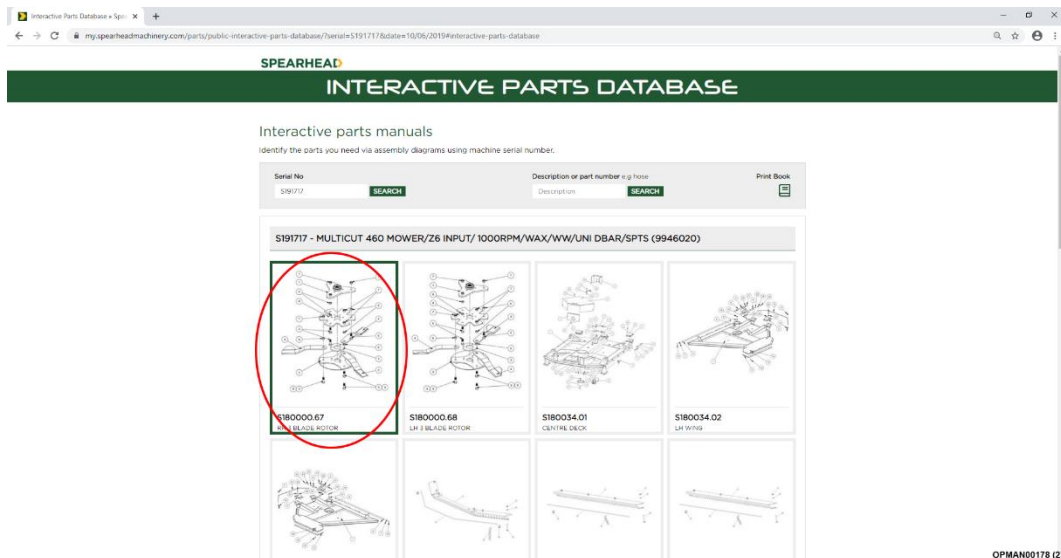 Interactive Parts Database • Spe
my.spearheadmachinery.com/parts/public-interactive-parts-database/?serial=S191717&date=10/06/2019#interactive-parts-database
SPEARHEAD
INTERACTIVE PARTS DATABASE
Interactive parts manuals
Identify the parts you need via assembly diagrams using machine serial number.
Serial No
Description or part number e.g hose
Print Book
S191717
SEARCH
Description
SEARCH
S191717 - MULTICUT 460 MOWER/Z6 INPUT/ 1000RPM/WAX/WW/UNI DBAR/SPTS (9946020)
S180000.67
S180000.68
S180034.01
S180034.02
RH 3 BLADE ROTOR
LH 3 BLADE ROTOR
CENTRE DECK
LH WING
OPMAN00178 (2